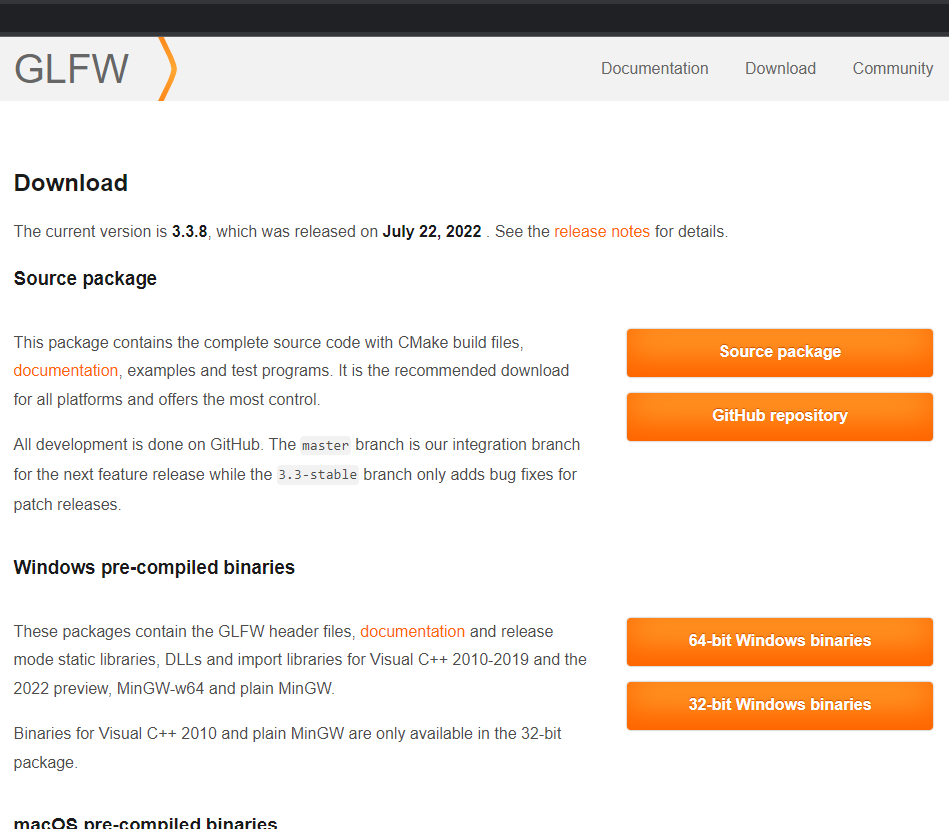 GLFW
Documentation Download Community
Download
The current version is 3.3.8, which was released on July 22, 2022 . See the release notes for details.
Source package
This package contains the complete source code with CMake build files,
documentation, examples and test programs. It is the recommended download
for all platforms and offers the most control.
Source package
GitHub repository
All development is done on GitHub. The master branch is our integration branch
for the next feature release while the 3.3-stable branch only adds bug fixes for
patch releases.
Windows pre-compiled binaries
These packages contain the GLFW header files, documentation and release
mode static libraries, DLLs and import libraries for Visual C++ 2010-2019 and the
2022 preview, MinGW-w64 and plain MinGW.
64-bit Windows binaries
32-bit Windows binaries
Binaries for Visual C++ 2010 and plain MinGW are only available in the 32-bit
package.
macOS pre-compiled binaries